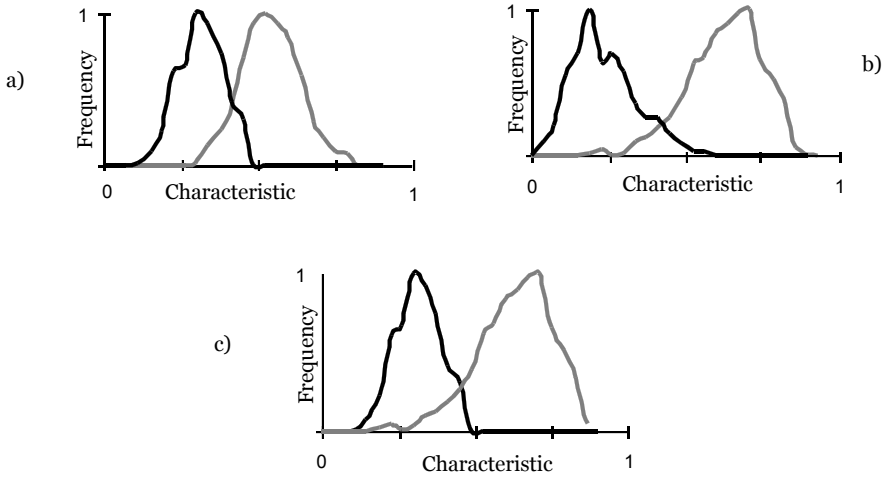 a)
1
Frequency
0
Characteristic
1
b)
1
Frequency
0
Characteristic
1
c)
1
Frequency
0
Characteristic
1